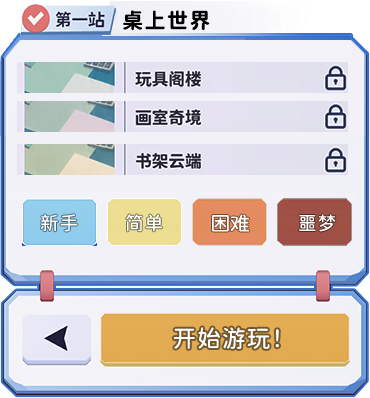 第一站 桌上世界
玩具阁楼
画室奇境
书架云端
新手 简单 困难 噩梦
开始游玩!